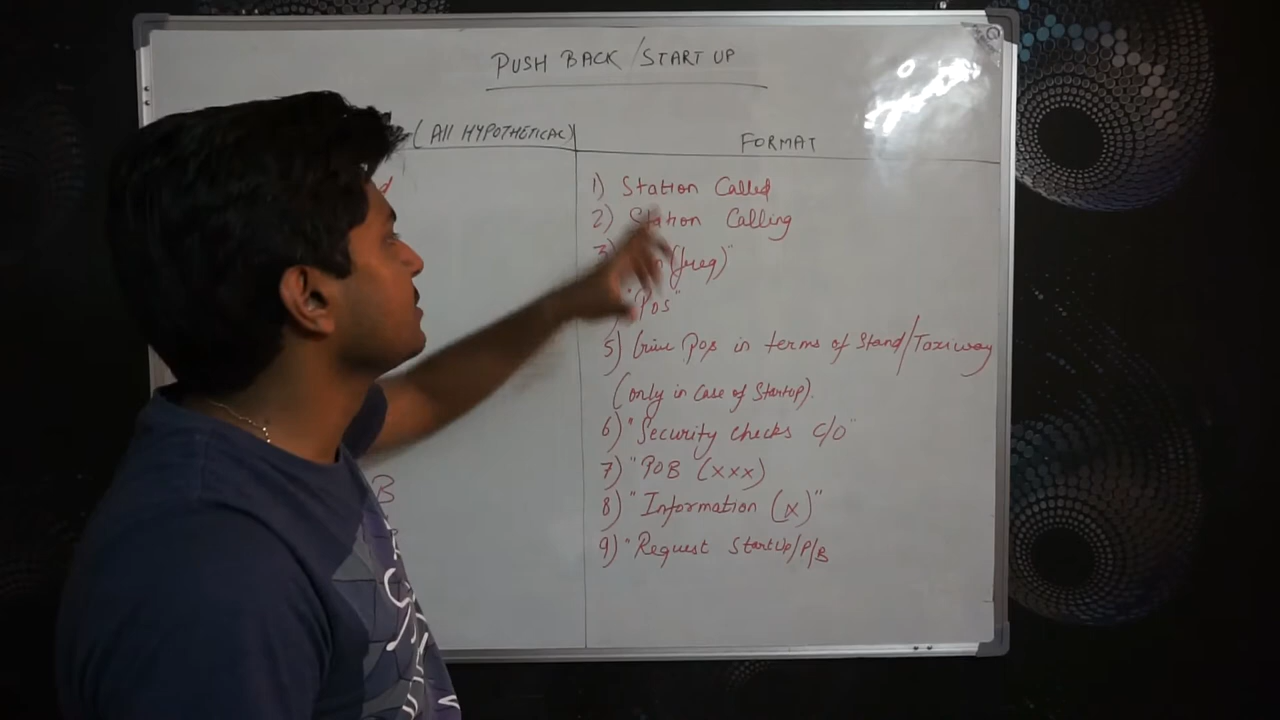 PUSH BACK/START UP
(All HYPOTHETICAL)
FORMAT
1) Station Called
2) Station Calling
3) (freq)"
"Pos"
5) Give Pos in terms of Stand/Taxiway
(only in case of Startup).
6) "Security checks C/O"
7) "POB (xxx)
8) "Information (x)"
9) "Request StartUp/P/B
d
B